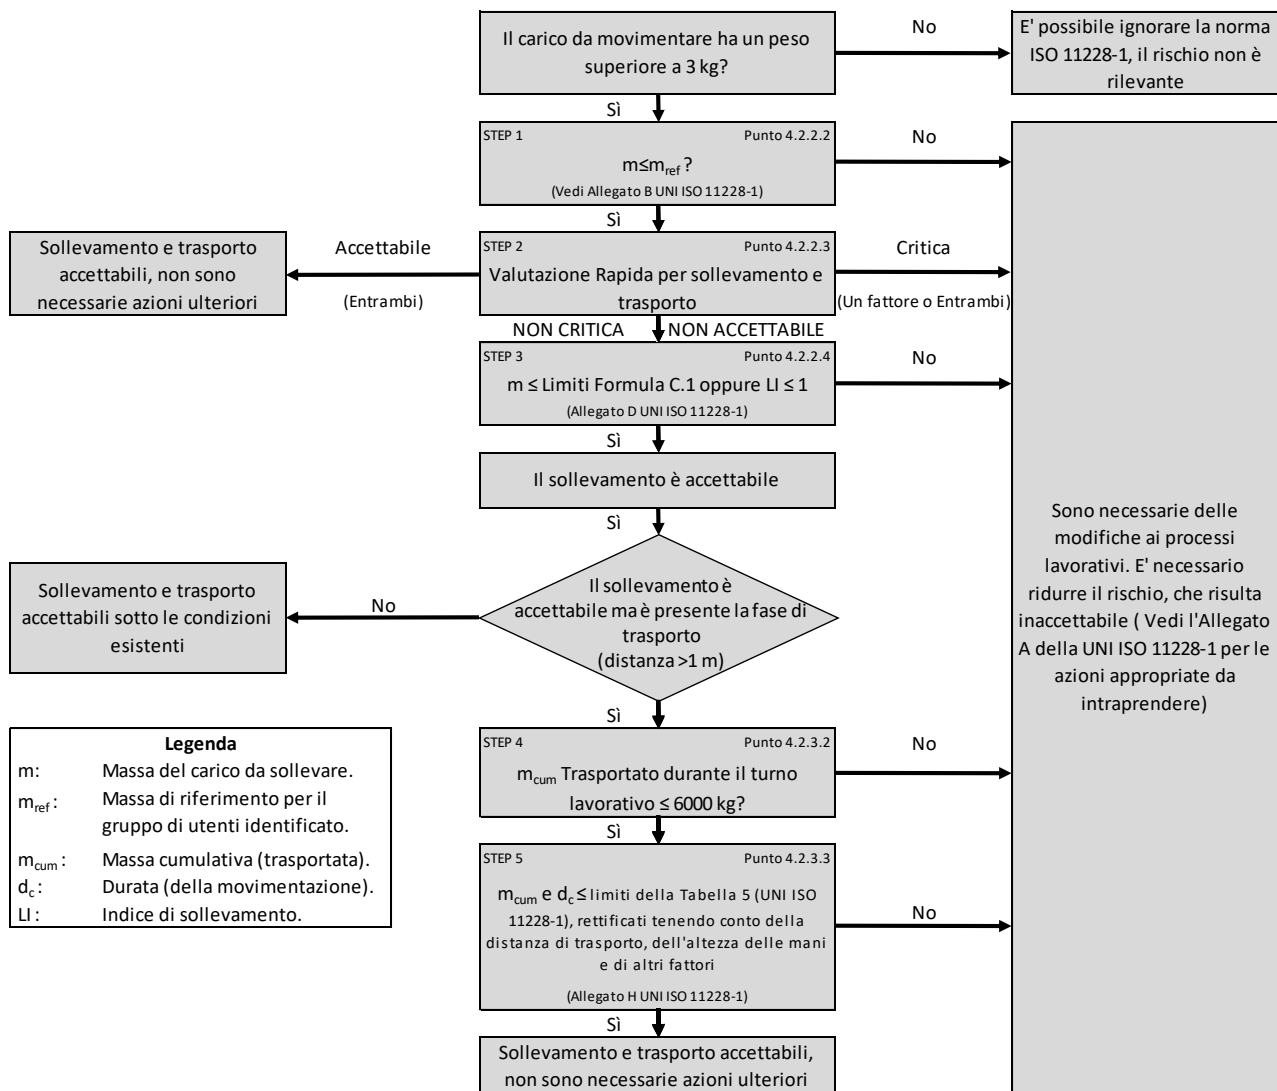 Il carico da movimentare ha un peso
superiore a 3 kg?
No
E' possibile ignorare la norma
ISO 11228-1, il rischio non è
rilevante
Sì
STEP 1 Punto 4.2.2.2
m≤mref ?
(Vedi Allegato B UNI ISO 11228-1)
No
Sì
Sollevamento e trasporto
accettabili, non sono
necessarie azioni ulteriori
Accettabile
(Entrambi)
STEP 2 Punto 4.2.2.3
Valutazione Rapida per sollevamento e
trasporto
Critica
(Un fattore o Entrambi)
NON CRITICA NON ACCETTABILE
STEP 3 Punto 4.2.2.4
m ≤ Limiti Formula C.1 oppure LI ≤ 1
(Allegato D UNI ISO 11228-1)
No
Sì
Il sollevamento è accettabile
Sì
Sollevamento e trasporto
accettabili sotto le condizioni
esistenti
No
Il sollevamento è
accettabile ma è presente la fase di
trasporto
(distanza >1 m)
Sono necessarie delle
modifiche ai processi
lavorativi. E' necessario
ridurre il rischio, che risulta
inaccettabile ( Vedi l'Allegato
A della UNI ISO 11228-1 per le
azioni appropriate da
intraprendere)
Sì
STEP 4 Punto 4.2.3.2
mcum Trasportato durante il turno
lavorativo ≤ 6000 kg?
No
Sì
STEP 5 Punto 4.2.3.3
mcum e dc ≤ limiti della Tabella 5 (UNI ISO
11228-1), rettificati tenendo conto della
distanza di trasporto, dell'altezza delle mani
e di altri fattori
(Allegato H UNI ISO 11228-1)
No
Sì
Sollevamento e trasporto accettabili,
non sono necessarie azioni ulteriori
Legenda
m: Massa del carico da sollevare.
mref : Massa di riferimento per il
gruppo di utenti identificato.
mcum : Massa cumulativa (trasportata).
dc : Durata (della movimentazione).
LI : Indice di sollevamento.